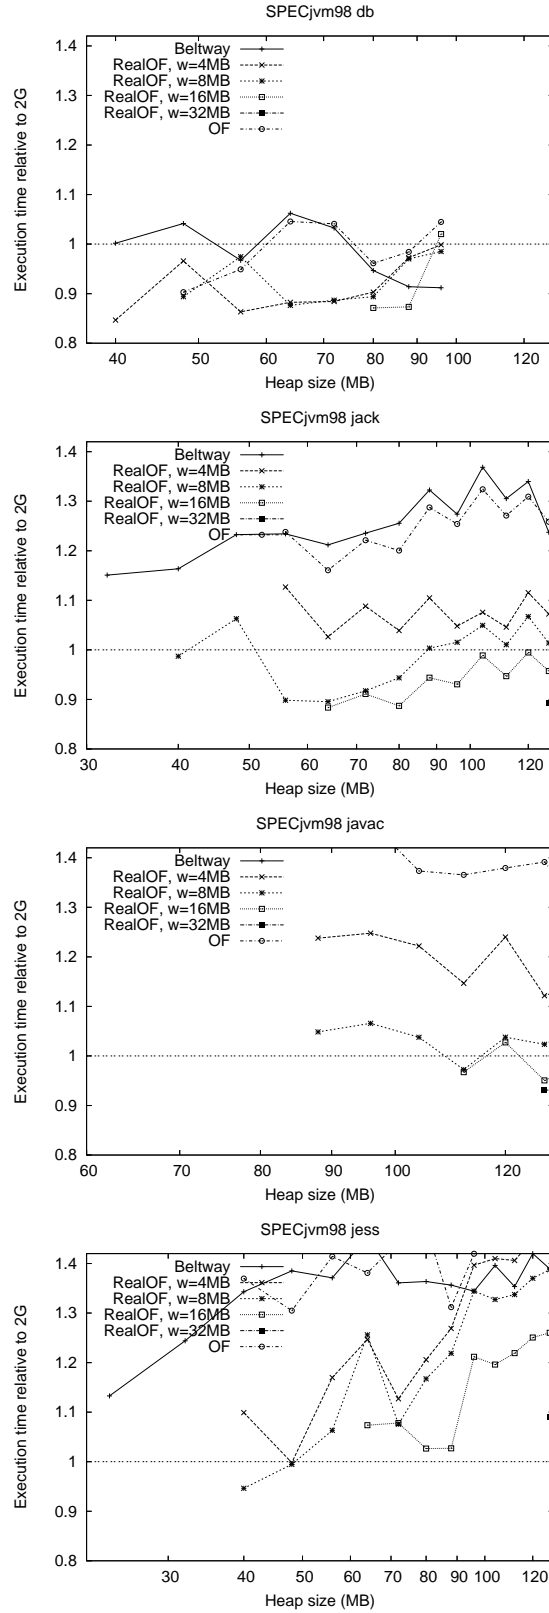 SPECjvm98 db
1.4
Beltway
RealOF, w=4MB
RealOF, w=8MB
RealOF, w=16MB
RealOF, w=32MB
OF
1.3
1.2
1.1
1
0.9
0.8
Execution time relative to 2G
40 50 60 70 80 90 100 120
Heap size (MB)
SPECjvm98 jack
1.4
Beltway
RealOF, w=4MB
RealOF, w=8MB
RealOF, w=16MB
RealOF, w=32MB
OF
1.3
1.2
1.1
1
0.9
0.8
Execution time relative to 2G
30 40 50 60 70 80 90 100 120
Heap size (MB)
SPECjvm98 javac
1.4
Beltway
RealOF, w=4MB
RealOF, w=8MB
RealOF, w=16MB
RealOF, w=32MB
OF
1.3
1.2
1.1
1
0.9
0.8
Execution time relative to 2G
60 70 80 90 100 120
Heap size (MB)
SPECjvm98 jess
1.4
Beltway
RealOF, w=4MB
RealOF, w=8MB
RealOF, w=16MB
RealOF, w=32MB
OF
1.3
1.2
1.1
1
0.9
0.8
Execution time relative to 2G
30 40 50 60 70 80 90 100 120
Heap size (MB)